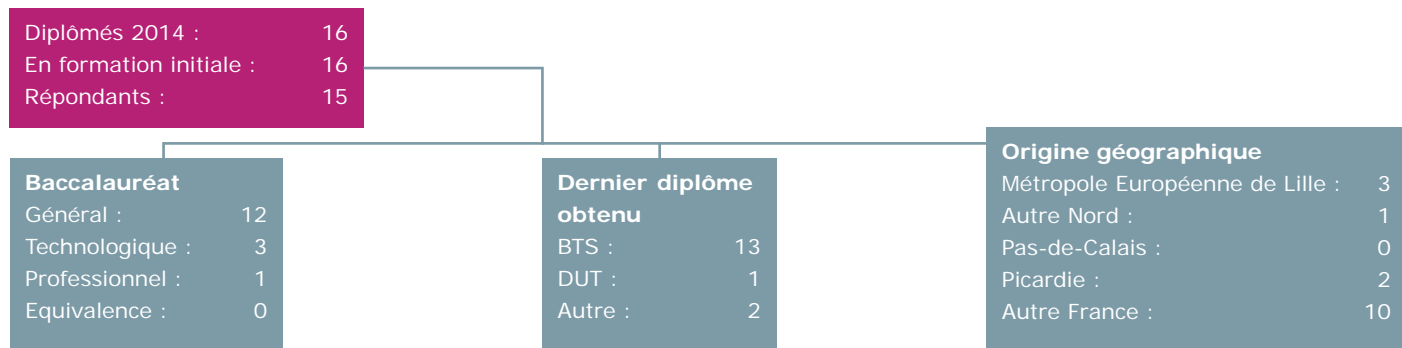 Diplômés 2014 : 16
En formation initiale : 16
Répondants : 15
Baccalauréat
Général : 12
Technologique : 3
Professionnel : 1
Equivalence : 0
Dernier diplôme
obtenu
BTS : 13
DUT : 1
Autre : 2
Origine géographique
Métropole Européenne de Lille : 3
Autre Nord : 1
Pas-de-Calais : 0
Picardie : 2
Autre France : 10